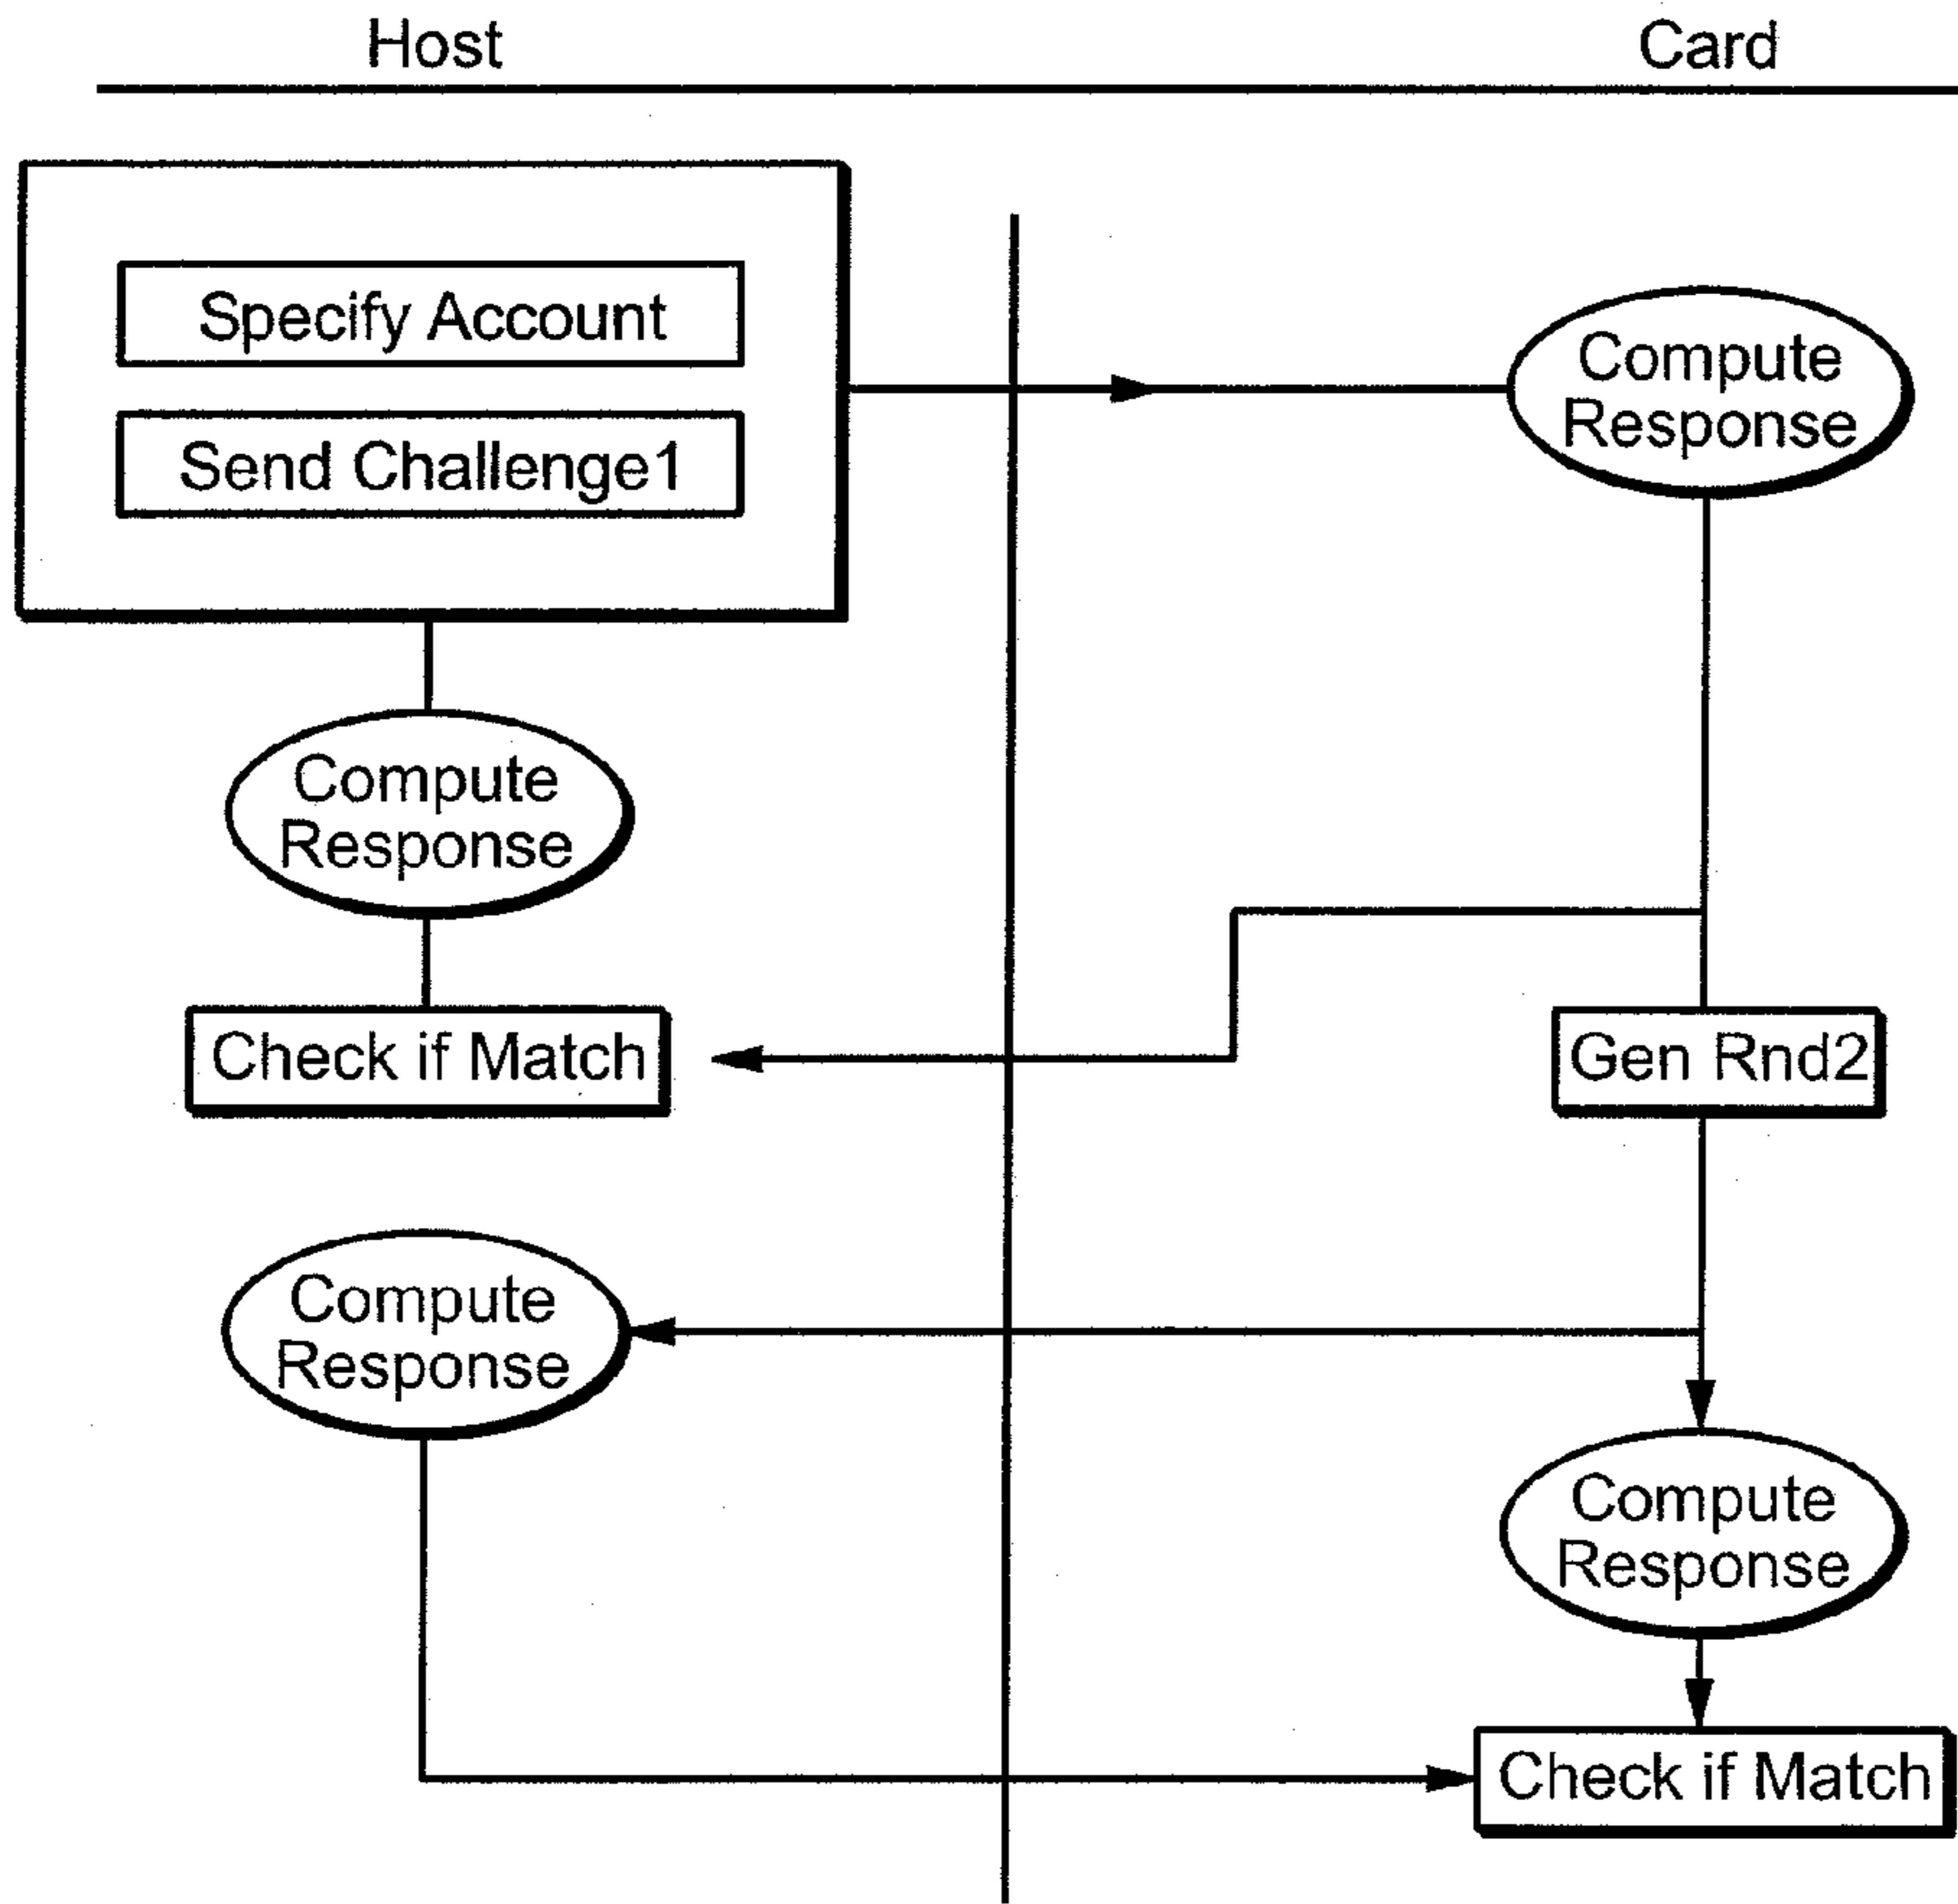 Host
Card
Specify Account
Send Challenge1
Compute
Response
Compute
Response
Check if Match
Gen Rnd2
Compute
Response
Compute
Response
Check if Match